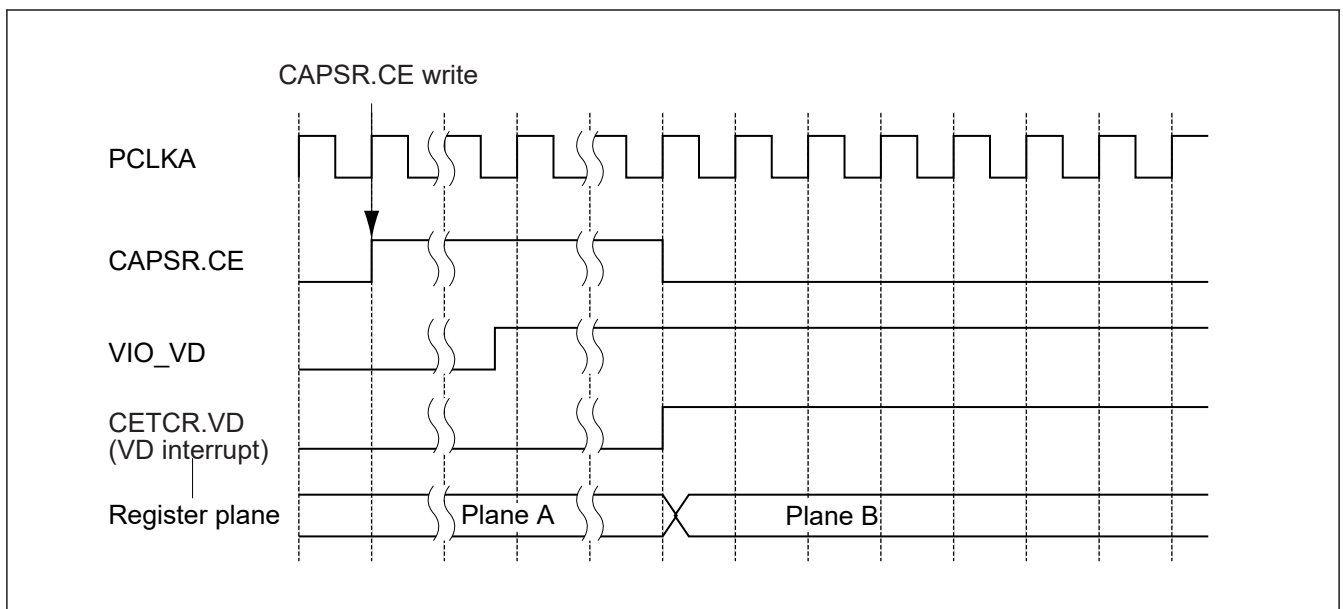 CAPSR.CE write
PCLKA
CAPSR.CE
VIO_VD
CETCR.VD
(VD interrupt)
Register plane
Plane A
Plane B